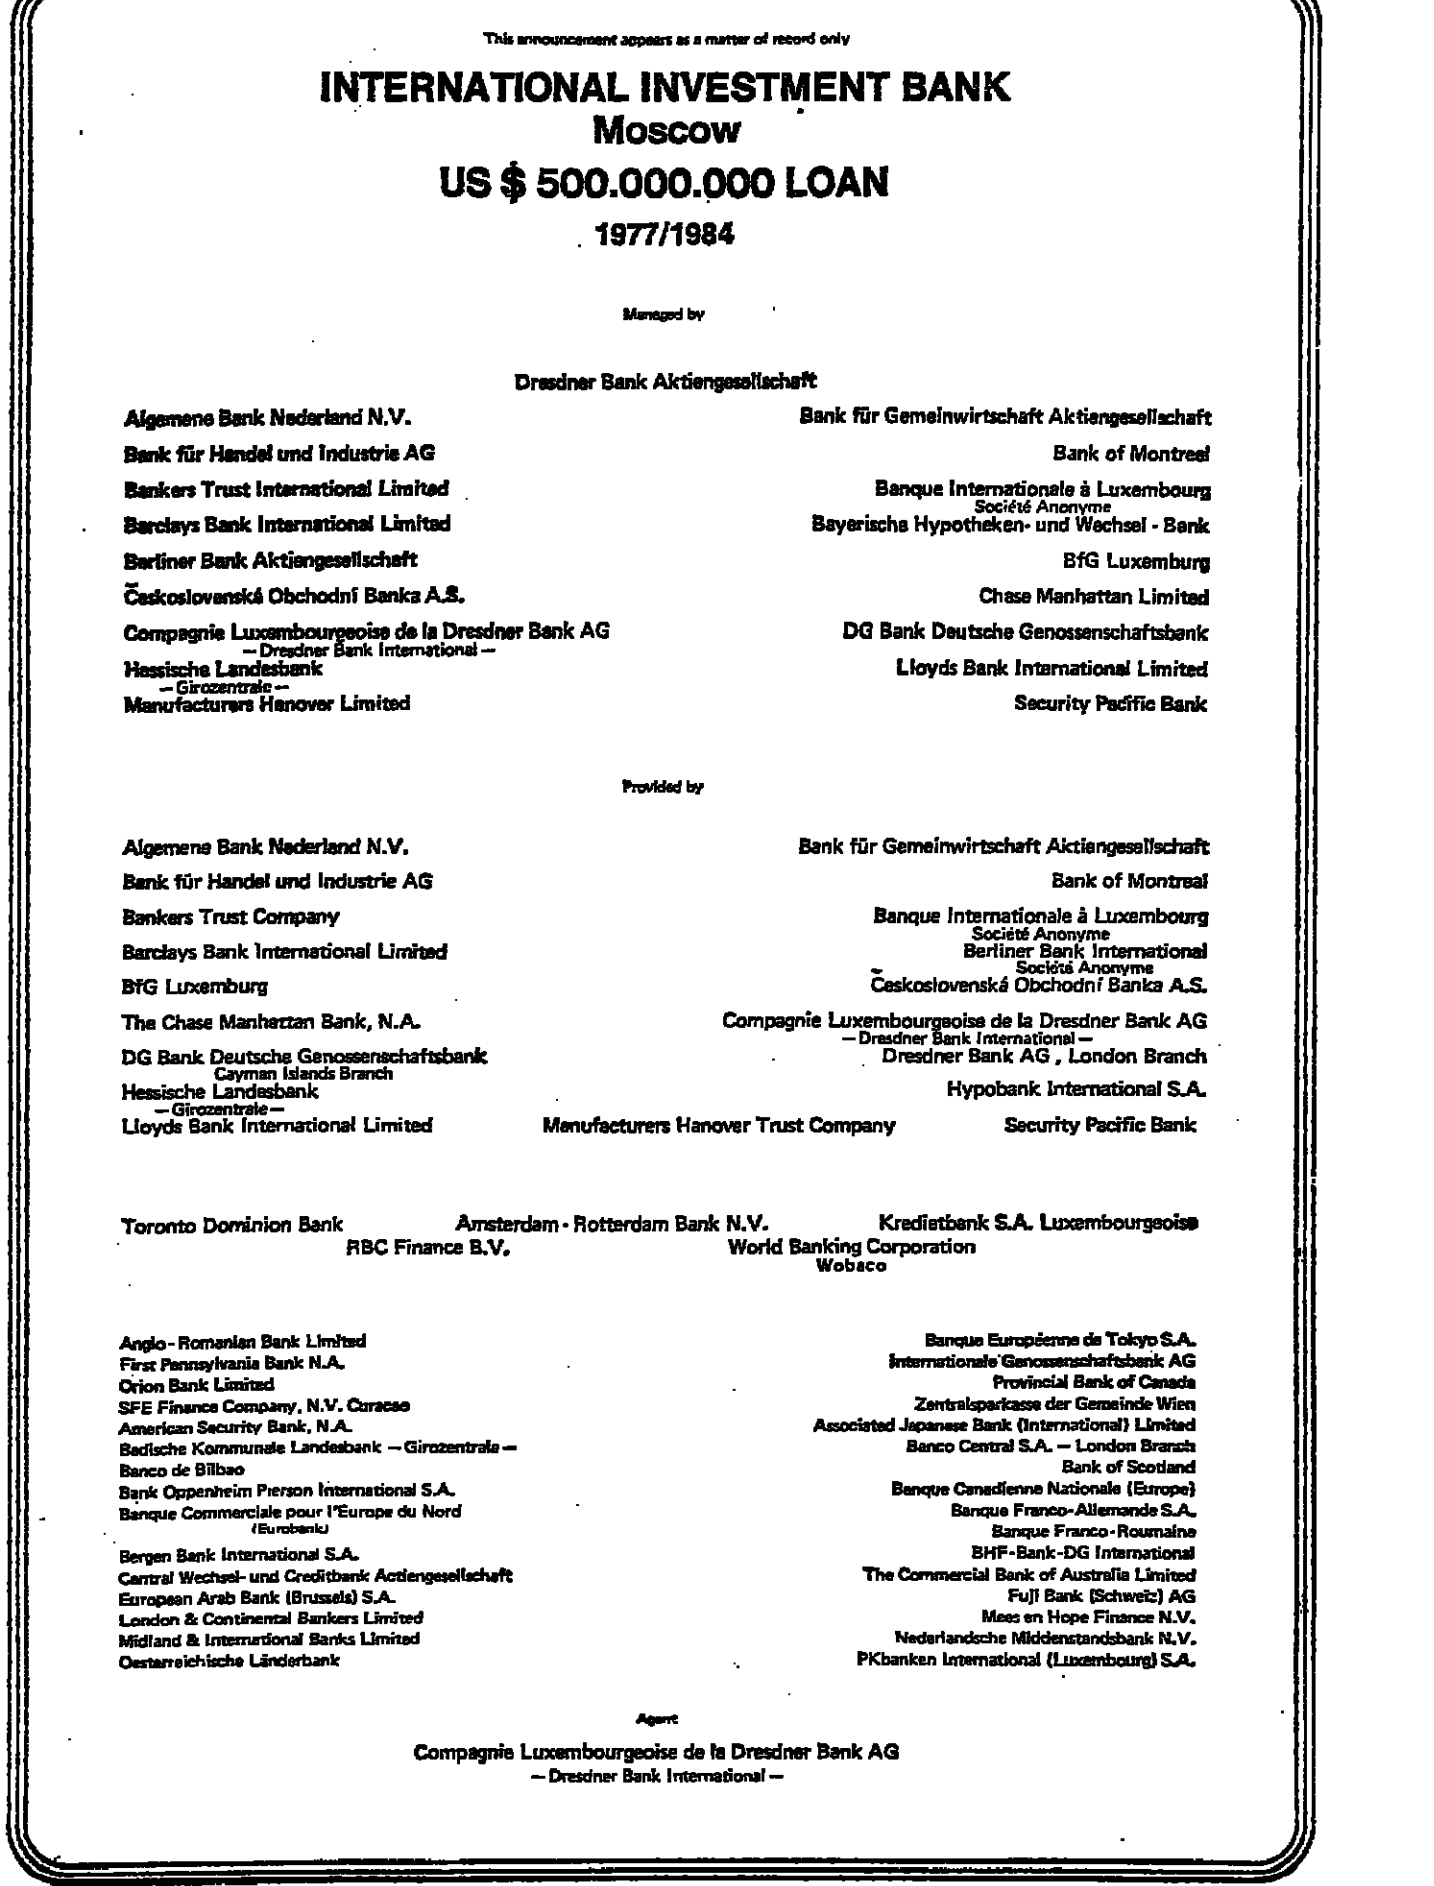 This announcement appears as a matter of record only
INTERNATIONAL INVESTMENT BANK
Moscow
US $ 500.000.000 LOAN
1977/1984
Managed by
Dresdner Bank Aktiengesellschaft
Algemene Bank Nederland N.V. Bank für Gemeinwirtschaft Aktiengesellschaft
Bank für Handel und Industrie AG Bank of Montreal
Bankers Trust International Limited Banque Internationale à Luxembourg
Société Anonyme
Barclays Bank International Limited Bayerische Hypotheken- und Wechsel - Bank
Berliner Bank Aktiengesellschaft BfG Luxemburg
Československá Obchodní Banka A.S. Chase Manhattan Limited
Compagnie Luxembourgeoise de la Dresdner Bank AG DG Bank Deutsche Genossenschaftsbank
— Dresdner Bank International —
Hessische Landesbank Lloyds Bank International Limited
— Girozentrale —
Manufacturers Hanover Limited Security Pacific Bank
Provided by
Algemene Bank Nederland N.V. Bank für Gemeinwirtschaft Aktiengesellschaft
Bank für Handel und Industrie AG Bank of Montreal
Bankers Trust Company Banque Internationale à Luxembourg
Société Anonyme
Barclays Bank International Limited Berliner Bank International
Société Anonyme
BfG Luxemburg Československá Obchodní Banka A.S.
The Chase Manhattan Bank, N.A. Compagnie Luxembourgeoise de la Dresdner Bank AG
— Dresdner Bank International —
DG Bank Deutsche Genossenschaftsbank Dresdner Bank AG , London Branch
Cayman Islands Branch
Hessische Landesbank Hypobank International S.A.
— Girozentrale —
Lloyds Bank International Limited Manufacturers Hanover Trust Company Security Pacific Bank
Toronto Dominion Bank Amsterdam - Rotterdam Bank N.V. Kredietbank S.A. Luxembourgeoise
RBC Finance B.V. World Banking Corporation
Wobaco
Anglo - Romanian Bank Limited Banque Européenne de Tokyo S.A.
First Pennsylvania Bank N.A. Internationale Genossenschaftsbank AG
Orion Bank Limited Provincial Bank of Canada
SFE Finance Company, N.V. Curacao Zentralsparkasse der Gemeinde Wien
American Security Bank, N.A. Associated Japanese Bank (International) Limited
Badische Kommunale Landesbank — Girozentrale — Banco Central S.A. — London Branch
Banco de Bilbao Bank of Scotland
Bank Oppenheim Pierson International S.A. Banque Canadienne Nationale (Europe)
Banque Commerciale pour l'Europe du Nord Banque Franco-Allemande S.A.
(Eurobank) Banque Franco-Roumaine
Bergen Bank International S.A. BHF-Bank-DG International
Central Wechsel- und Creditbank Actiengesellschaft The Commercial Bank of Australia Limited
European Arab Bank (Brussels) S.A. Fuji Bank (Schweiz) AG
London & Continental Bankers Limited Mees en Hope Finance N.V.
Midland & International Banks Limited Nederlandsche Middenstandsbank N.V.
Oesterreichische Länderbank PKbanken International (Luxembourg) S.A.
Agent
Compagnie Luxembourgeoise de la Dresdner Bank AG
— Dresdner Bank International —